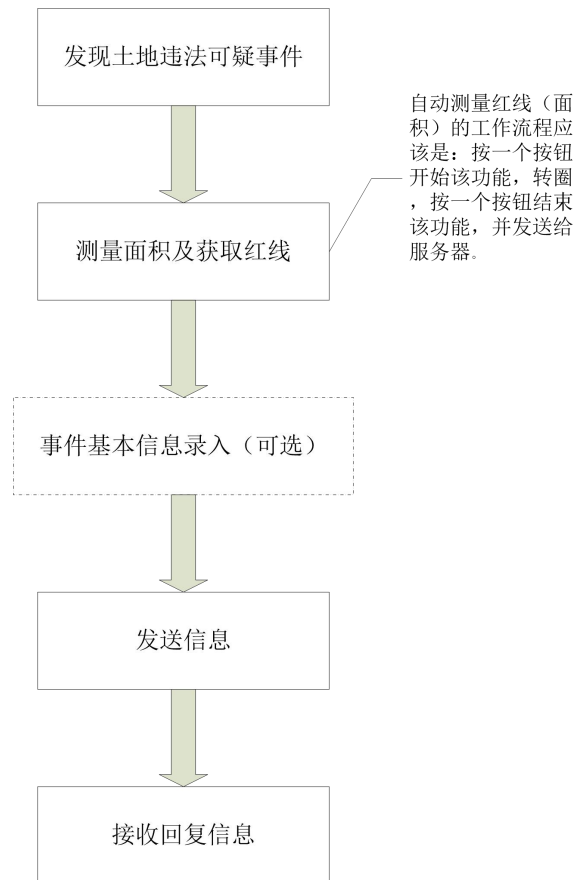 发现土地违法可疑事件
自动测量红线（面
积）的工作流程应
该是：按一个按钮
开始该功能，转圈
，按一个按钮结束
该功能，并发送给
服务器。
测量面积及获取红线
事件基本信息录入（可选）
发送信息
接收回复信息